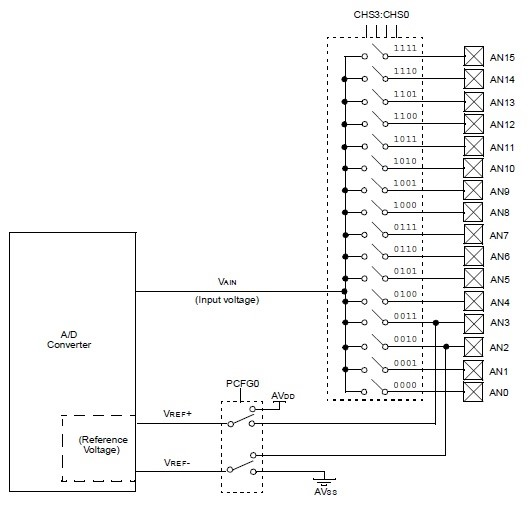 CHS3:CHS0
1111 AN15
1110 AN14
1101 AN13
1100 AN12
1011 AN11
1010 AN10
1001 AN9
1000 AN8
0111 AN7
0110 AN6
0101 AN5
0100 AN4
0011 AN3
0010 AN2
0001 AN1
0000 AN0
VAIN
(Input voltage)
A/D
Converter
PCFG0
AVDD
VREF+
(Reference
Voltage)
VREF-
AVSS